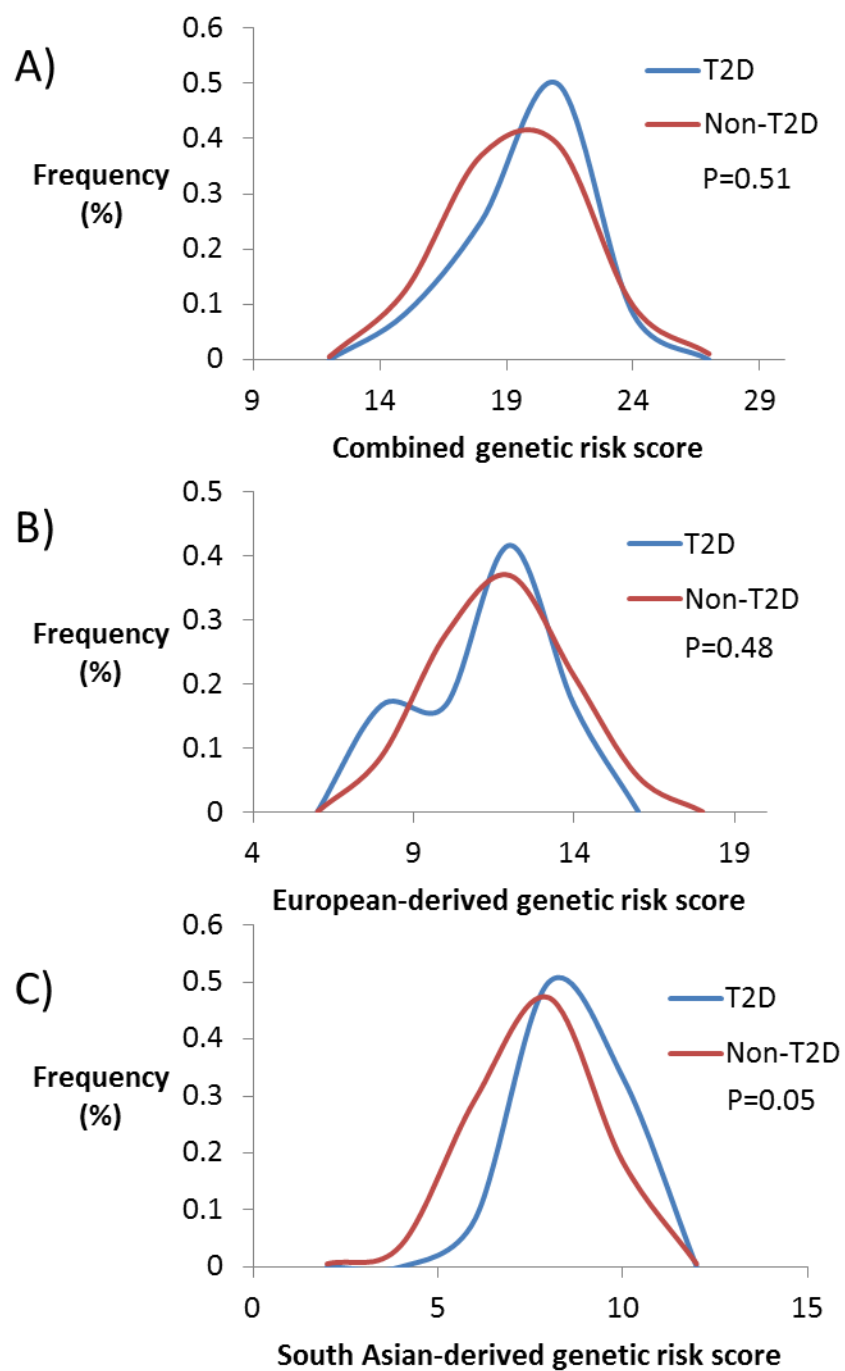 A)
0.6
0.5
0.4
0.3
0.2
0.1
0
Frequency
(%)
T2D
Non-T2D
P=0.51
9 14 19 24 29
Combined genetic risk score
B)
0.5
0.4
0.3
0.2
0.1
0
Frequency
(%)
T2D
Non-T2D
P=0.48
4 9 14 19
European-derived genetic risk score
C)
0.6
0.5
0.4
0.3
0.2
0.1
0
Frequency
(%)
T2D
Non-T2D
P=0.05
0 5 10 15
South Asian-derived genetic risk score